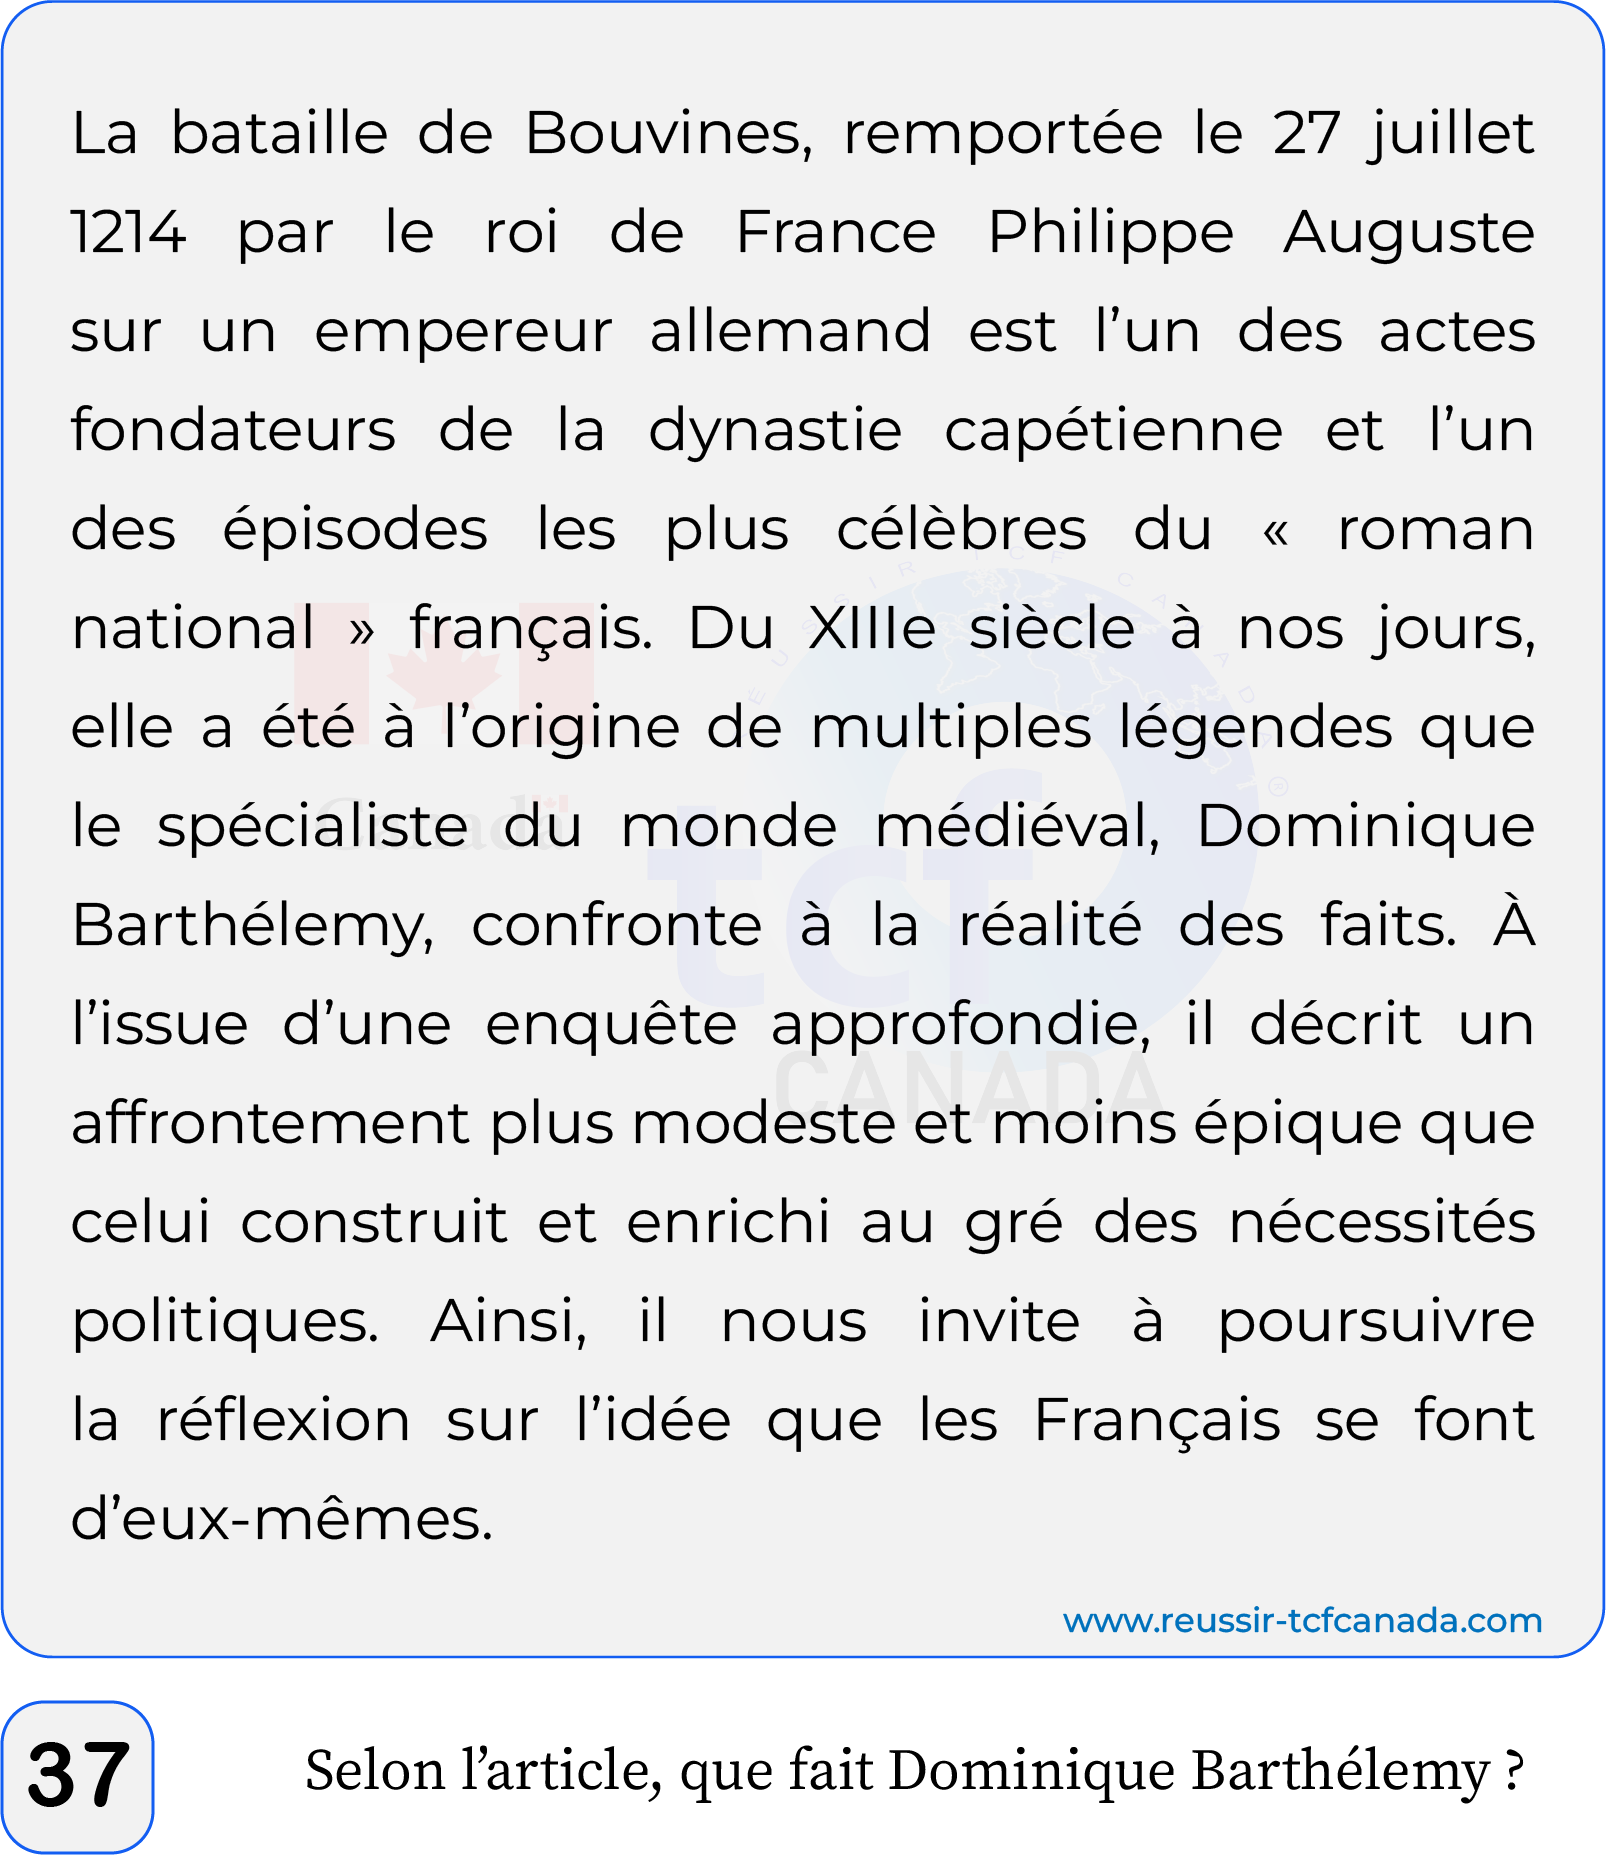 La bataille de Bouvines, remportée le 27 juillet
1214 par le roi de France Philippe Auguste
sur un empereur allemand est l’un des actes
fondateurs de la dynastie capétienne et l’un
des épisodes les plus célèbres du « roman
national » français. Du XIIIe siècle à nos jours,
elle a été à l’origine de multiples légendes que
le spécialiste du monde médiéval, Dominique
Barthélemy, confronte à la réalité des faits. À
l’issue d’une enquête approfondie, il décrit un
affrontement plus modeste et moins épique que
celui construit et enrichi au gré des nécessités
politiques. Ainsi, il nous invite à poursuivre
la réflexion sur l’idée que les Français se font
d’eux-mêmes.
RÉUSSIR TCF CANADA ®
Canada
tcf
CANADA
www.reussir-tcfcanada.com
37
Selon l’article, que fait Dominique Barthélemy ?